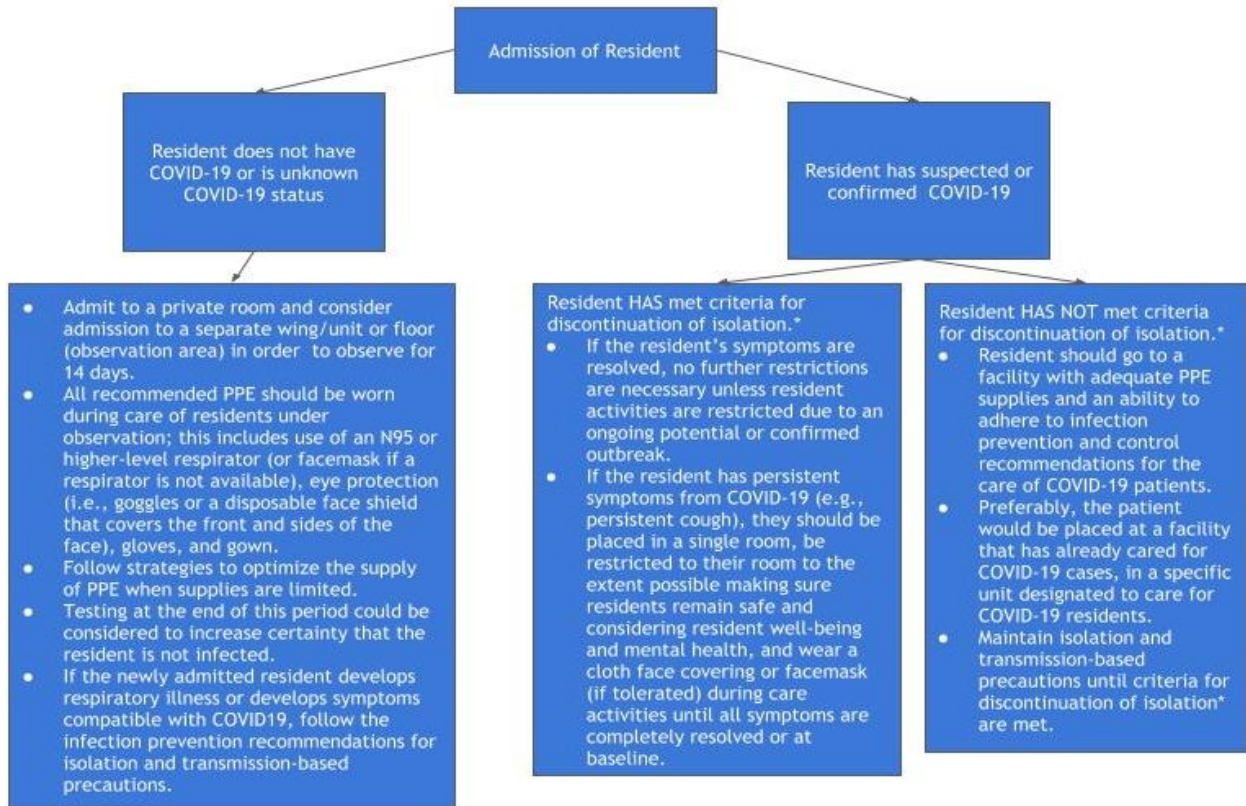 Admission of Resident
Resident does not have
COVID-19 or is unknown
COVID-19 status
Resident has suspected or
confirmed  COVID-19
● Admit to a private room and consider
admission to a separate wing/unit or floor
(observation area) in order  to observe for
14 days.
● All recommended PPE should be worn
during care of residents under
observation; this includes use of an N95 or
higher-level respirator (or facemask if a
respirator is not available), eye protection
(i.e., goggles or a disposable face shield
that covers the front and sides of the
face), gloves, and gown.
● Follow strategies to optimize the supply
of PPE when supplies are limited.
● Testing at the end of this period could be
considered to increase certainty that the
resident is not infected.
● If the newly admitted resident develops
respiratory illness or develops symptoms
compatible with COVID19, follow the
infection prevention recommendations for
isolation and transmission-based
precautions.
Resident HAS met criteria for
discontinuation of isolation.*
● If the resident’s symptoms are
resolved, no further restrictions
are necessary unless resident
activities are restricted due to an
ongoing potential or confirmed
outbreak.
● If the resident has persistent
symptoms from COVID-19 (e.g.,
persistent cough), they should be
placed in a single room, be
restricted to their room to the
extent possible making sure
residents remain safe and
considering resident well-being
and mental health, and wear a
cloth face covering or facemask
(if tolerated) during care
activities until all symptoms are
completely resolved or at
baseline.
Resident HAS NOT met criteria
for discontinuation of isolation.*
● Resident should go to a
facility with adequate PPE
supplies and an ability to
adhere to infection
prevention and control
recommendations for the
care of COVID-19 patients.
● Preferably, the patient
would be placed at a facility
that has already cared for
COVID-19 cases, in a specific
unit designated to care for
COVID-19 residents.
● Maintain isolation and
transmission-based
precautions until criteria for
discontinuation of isolation*
are met.